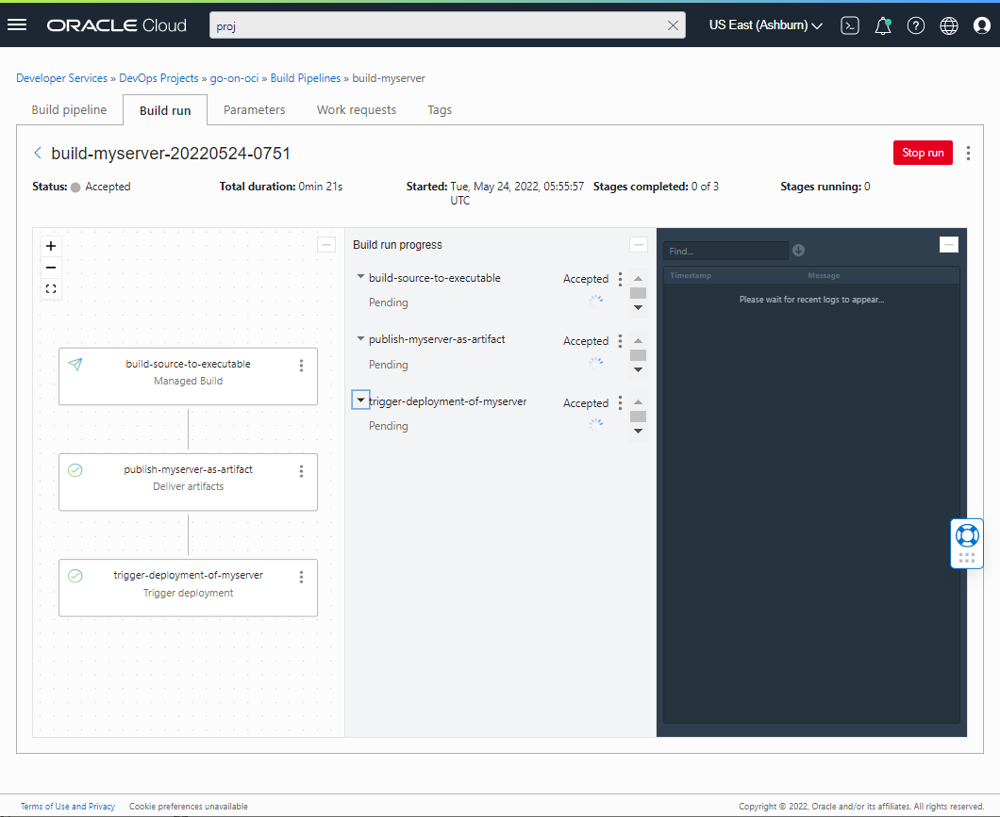 ORACLE Cloud
proj
US East (Ashburn)
Developer Services » DevOps Projects » go-on-oci » Build Pipelines » build-myserver
Build pipeline
Build run
Parameters
Work requests
Tags
build-myserver-20220524-0751
Stop run
Status: Accepted
Total duration: 0min 21s
Started: Tue, May 24, 2022, 05:55:57
UTC
Stages completed: 0 of 3
Stages running: 0
build-source-to-executable
Managed Build
publish-myserver-as-artifact
Deliver artifacts
trigger-deployment-of-myserver
Trigger deployment
Build run progress
build-source-to-executable Accepted
Pending
publish-myserver-as-artifact Accepted
Pending
trigger-deployment-of-myserver Accepted
Pending
Find...
Timestamp Message
Please wait for recent logs to appear...
Terms of Use and Privacy Cookie preferences unavailable
Copyright © 2022, Oracle and/or its affiliates. All rights reserved.